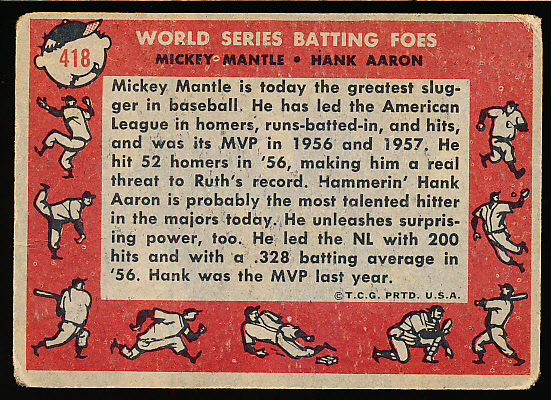 418
WORLD SERIES BATTING FOES
MICKEY MANTLE • HANK AARON
Mickey Mantle is today the greatest slug-
ger in baseball. He has led the American
League in homers, runs-batted-in, and hits,
and was its MVP in 1956 and 1957. He
hit 52 homers in '56, making him a real
threat to Ruth's record. Hammerin' Hank
Aaron is probably the most talented hitter
in the majors today. He unleashes surpris-
ing power, too. He led the NL with 200
hits and with a .328 batting average in
'56. Hank was the MVP last year.
©T.C.G. PRTD. U.S.A.